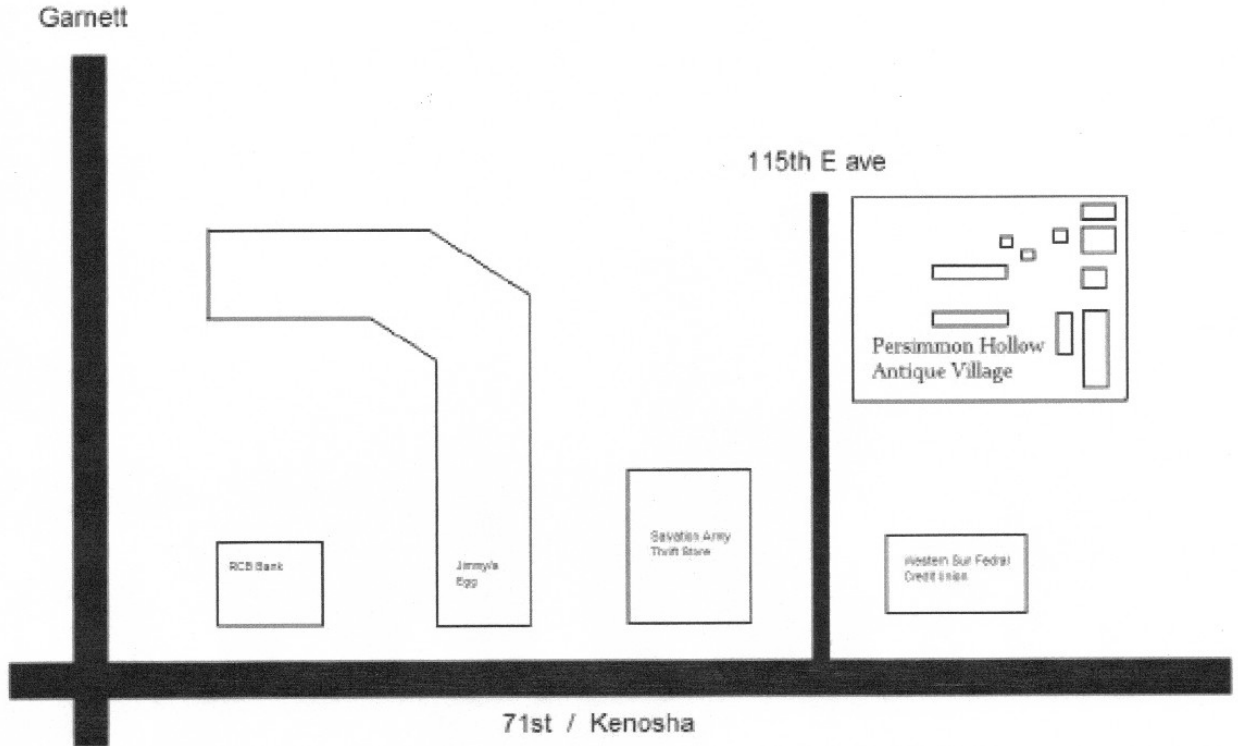 Garnett
115th E ave
Persimmon Hollow
Antique Village
Salvation Army
Thrift Store
RCB Bank
Jimmy's
Egg
Western Sun Fedral
Credit Union
71st / Kenosha